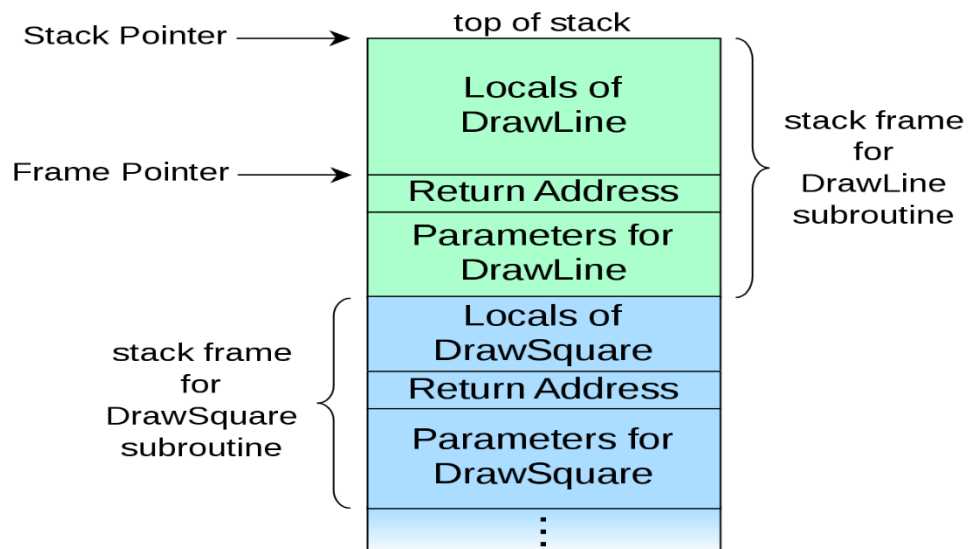 top of stack
Stack Pointer
Locals of
DrawLine
Frame Pointer
Return Address
Parameters for
DrawLine
stack frame
for
DrawLine
subroutine
Locals of
DrawSquare
Return Address
Parameters for
DrawSquare
stack frame
for
DrawSquare
subroutine
⋮